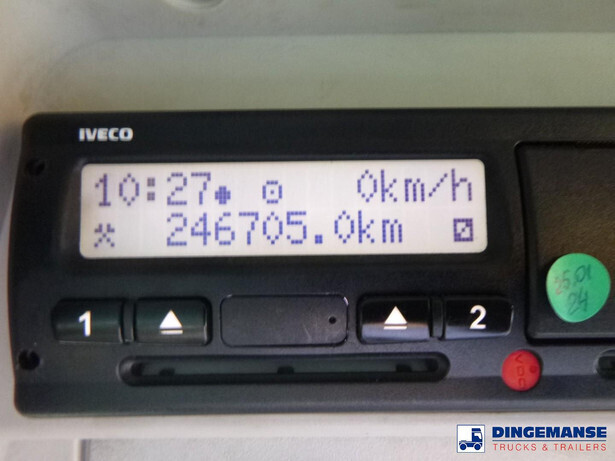 IVECO
10:27 0km/h
246705.0km
1
2
DINGEMANSE
TRUCKS & TRAILERS